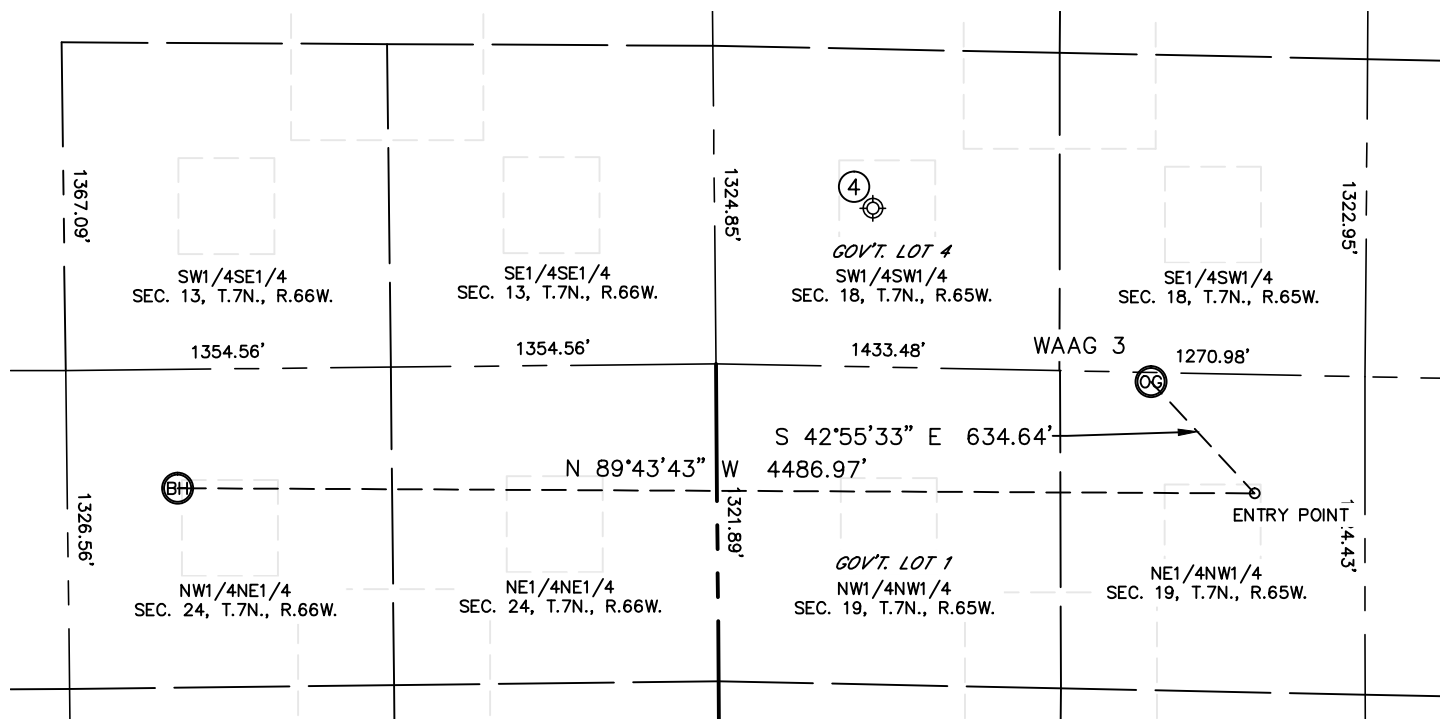 1367.09'
1324.85'
1322.95'
4
GOV'T. LOT 4
SW1/4SE1/4
SEC. 13, T.7N., R.66W.
SE1/4SE1/4
SEC. 13, T.7N., R.66W.
SW1/4SW1/4
SEC. 18, T.7N., R.65W.
SE1/4SW1/4
SEC. 18, T.7N., R.65W.
1354.56'
1354.56'
1433.48'
WAAG 3
1270.98'
OG
S 42°55'33" E 634.64'
N 89°43'43" W 4486.97'
BH
1326.56'
1321.89'
ENTRY POINT
4.43'
GOV'T. LOT 1
NW1/4NE1/4
SEC. 24, T.7N., R.66W.
NE1/4NE1/4
SEC. 24, T.7N., R.66W.
NW1/4NW1/4
SEC. 19, T.7N., R.65W.
NE1/4NW1/4
SEC. 19, T.7N., R.65W.